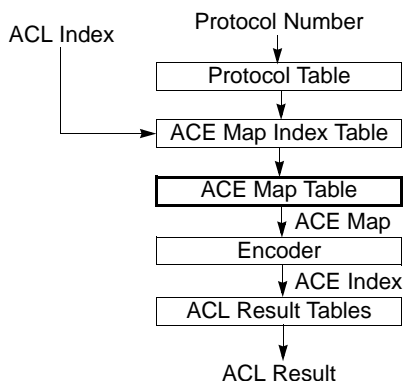 Protocol Number
ACL Index
Protocol Table
ACE Map Index Table
ACE Map Table
ACE Map
Encoder
ACE Index
ACL Result Tables
ACL Result